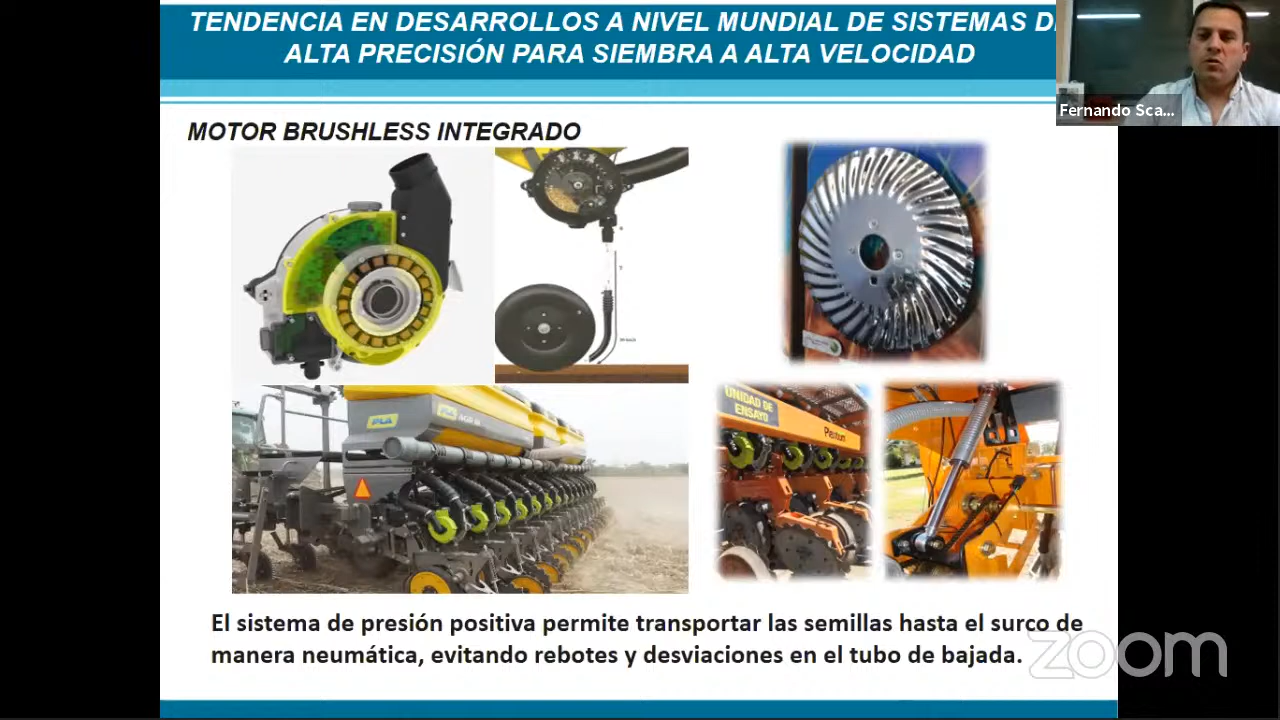 TENDENCIA EN DESARROLLOS A NIVEL MUNDIAL DE SISTEMAS D
ALTA PRECISIÓN PARA SIEMBRA A ALTA VELOCIDAD
Fernando Sca...
MOTOR BRUSHLESS INTEGRADO
UNIDAD DE
ENSAYO
PLA
PLA
El sistema de presión positiva permite transportar las semillas hasta el surco de
manera neumática, evitando rebotes y desviaciones en el tubo de bajada.
zoom